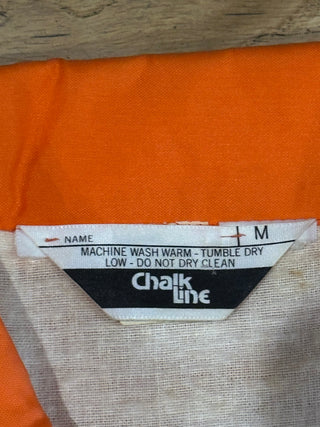 NAME M
MACHINE WASH WARM - TUMBLE DRY
LOW - DO NOT DRY CLEAN
Chalk
Line